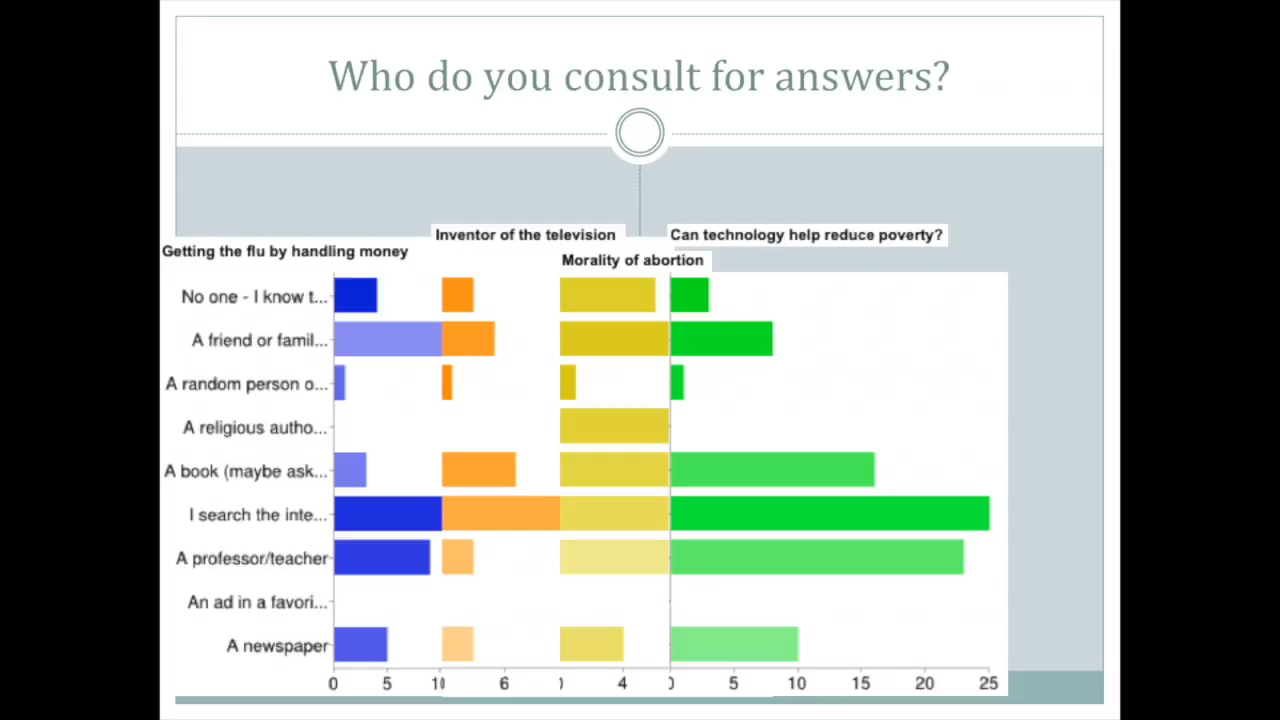 Who do you consult for answers?
Inventor of the television
Can technology help reduce poverty?
Getting the flu by handling money
Morality of abortion
No one - I know t...
A friend or famil...
A random person o...
A religious autho...
A book (maybe ask...
I search the inte...
A professor/teacher
An ad in a favori...
A newspaper
0 5 10 6 4 5 10 15 20 25